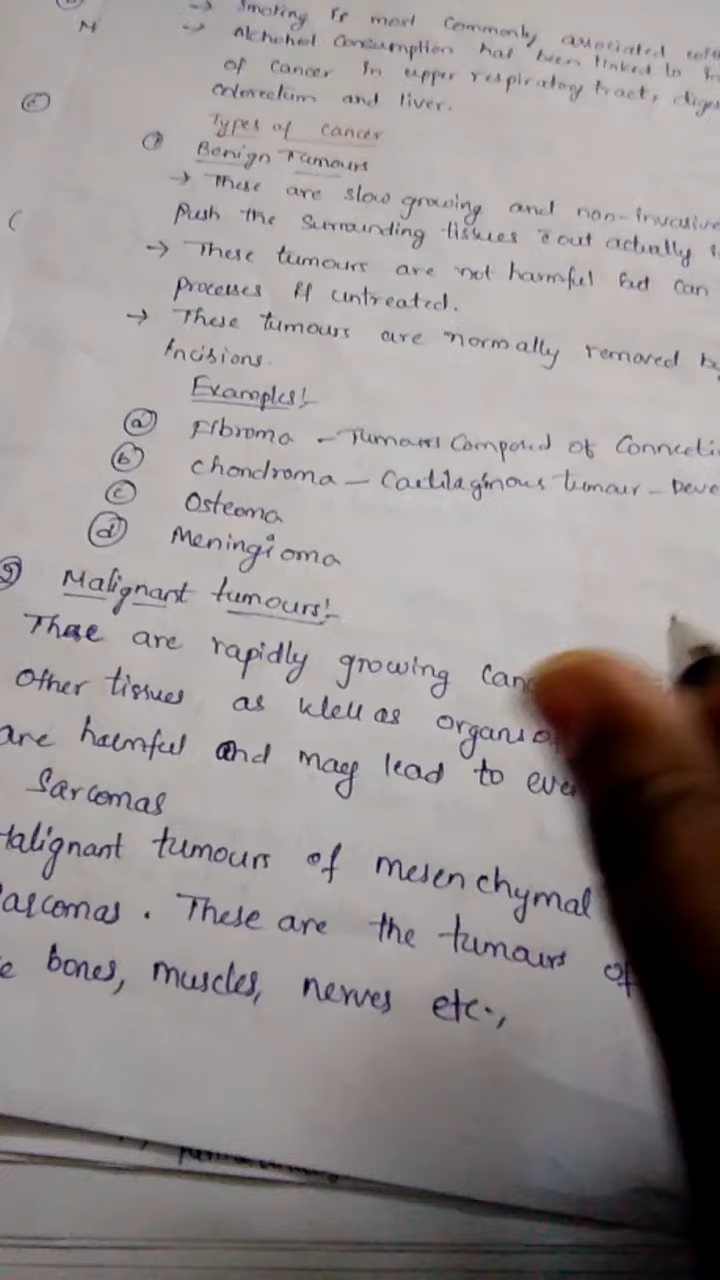 → Smoking is most commonly associated
→ Alchohol Consumption has been linked to
of cancer in upper respiratory tract,
Colorectum and liver.
Types of cancer
① Benign Tumours
→ These are slow growing and non-invasive
Push the surrounding tissues but actually
→ These tumours are not harmful but can
processes if untreated.
→ These tumours are normally removed by
incisions.
Examples:-
ⓐ Fibroma - Tumours Composed of
ⓑ Chondroma - Cartilaginous tumour -
ⓒ Osteoma
ⓓ Meningioma
② Malignant tumours:-
These are rapidly growing
Other tissues as well as organs
are harmful and may lead to
Sarcomas
Malignant tumours of mesenchymal
Sarcomas. These are the tumours of
bones, muscles, nerves etc.,